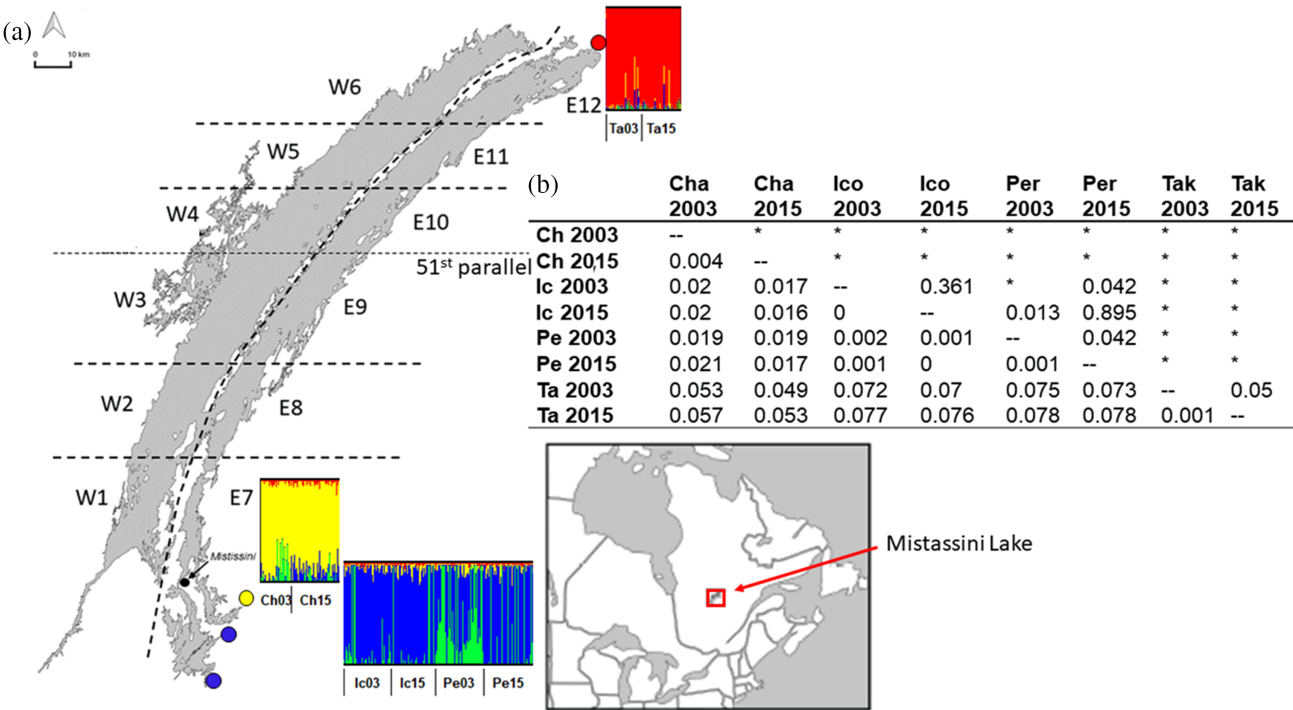 (a)
0 10 km
W6
E12
Ta03 Ta15
W5
E11
W4
E10
51st parallel
W3
E9
W2
E8
W1
E7
Mistissini
Ch03 Ch15
Ic03 Ic15 Pe03 Pe15
(b)
Cha 2003 Cha 2015 Ico 2003 Ico 2015 Per 2003 Per 2015 Tak 2003 Tak 2015
Ch 2003 -- * * * * * * *
Ch 2015 0.004 -- * * * * * *
Ic 2003 0.02 0.017 -- 0.361 * 0.042 * *
Ic 2015 0.02 0.016 0 -- 0.013 0.895 * *
Pe 2003 0.019 0.019 0.002 0.001 -- 0.042 * *
Pe 2015 0.021 0.017 0.001 0 0.001 -- * *
Ta 2003 0.053 0.049 0.072 0.07 0.075 0.073 -- 0.05
Ta 2015 0.057 0.053 0.077 0.076 0.078 0.078 0.001 --
Mistassini Lake